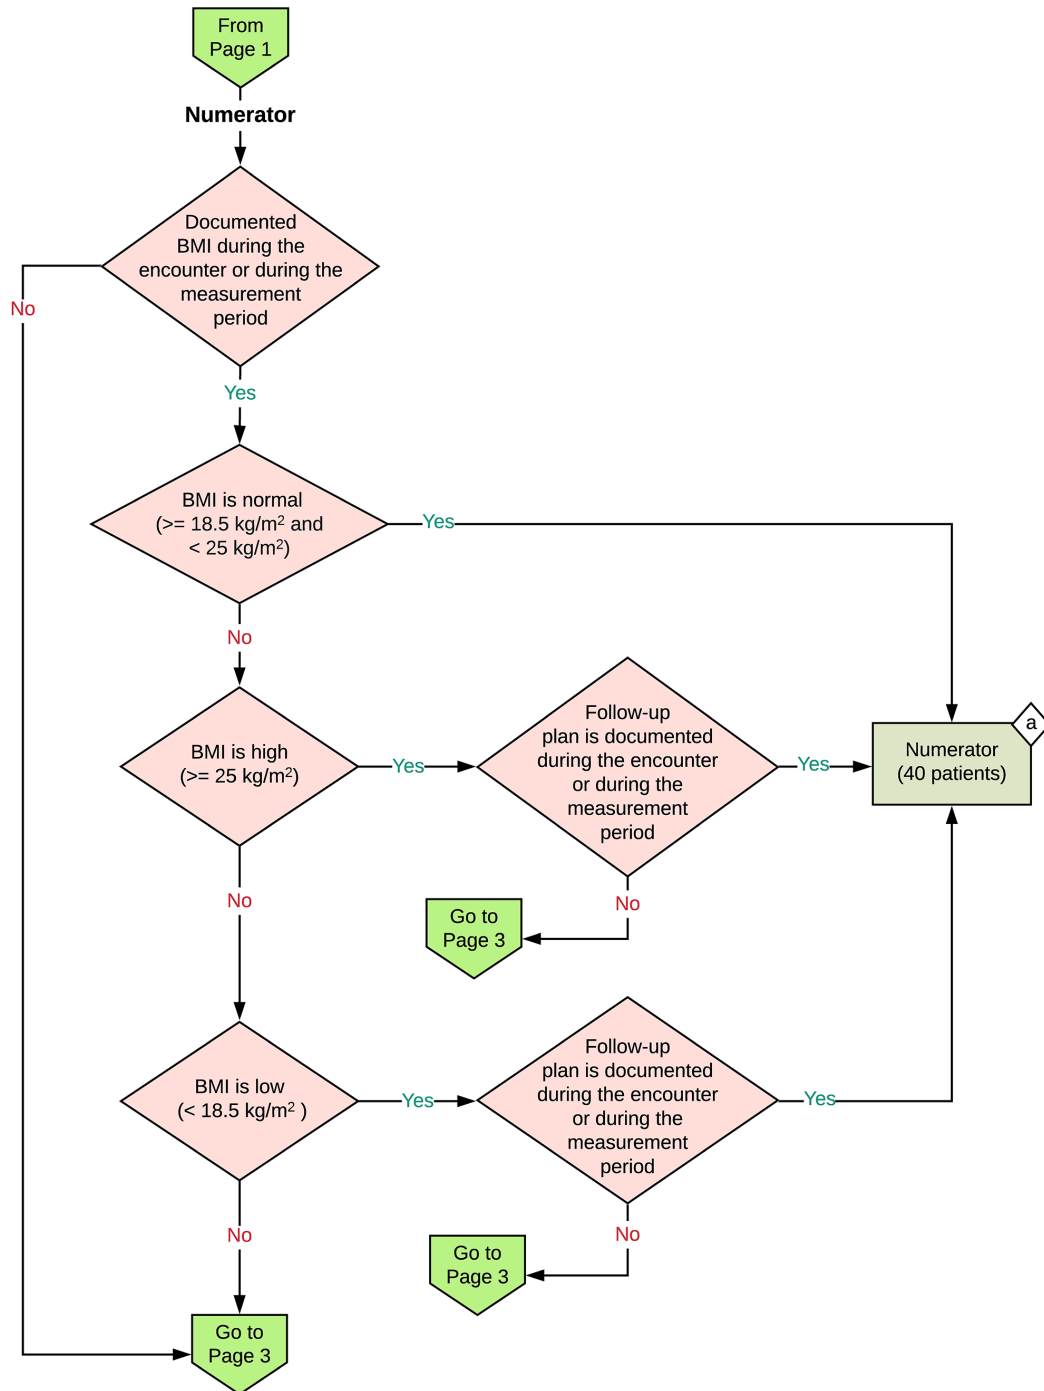 From
Page 1
Numerator
Documented
BMI during the
encounter or during the
measurement
period
No
Yes
BMI is normal
(>= 18.5 kg/m² and
< 25 kg/m²)
Yes
No
BMI is high
(>= 25 kg/m²)
Yes
Follow-up
plan is documented
during the encounter
or during the
measurement
period
Yes
Numerator
(40 patients)
a
No
Go to
Page 3
No
BMI is low
(< 18.5 kg/m² )
Yes
Follow-up
plan is documented
during the encounter
or during the
measurement
period
Yes
No
Go to
Page 3
No
Go to
Page 3